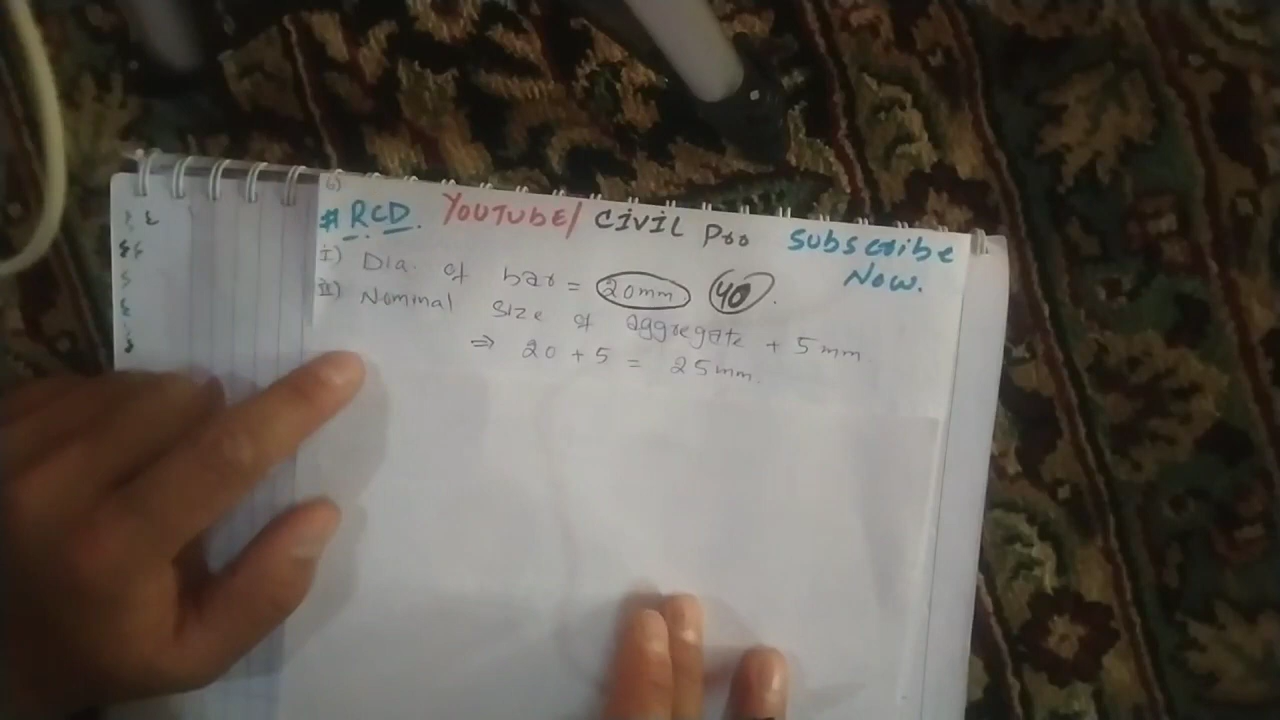 6)
# RCD. YOUTUBE/ CiViL Pro Subscribe Now.
I) Dia. of bar = 20mm. 40.
II) Nominal size of aggregate + 5mm.
⇒ 20 + 5 = 25mm.